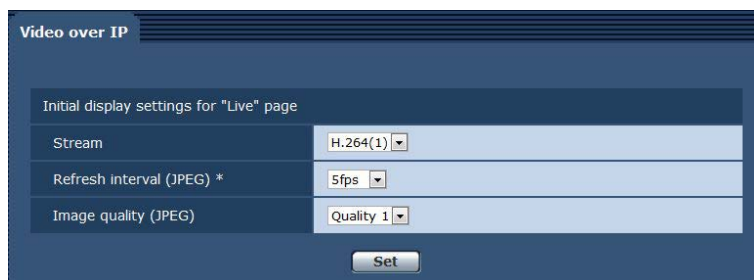 Video over IP
Initial display settings for "Live" page
Stream H.264(1)
Refresh interval (JPEG) * 5fps
Image quality (JPEG) Quality 1
Set